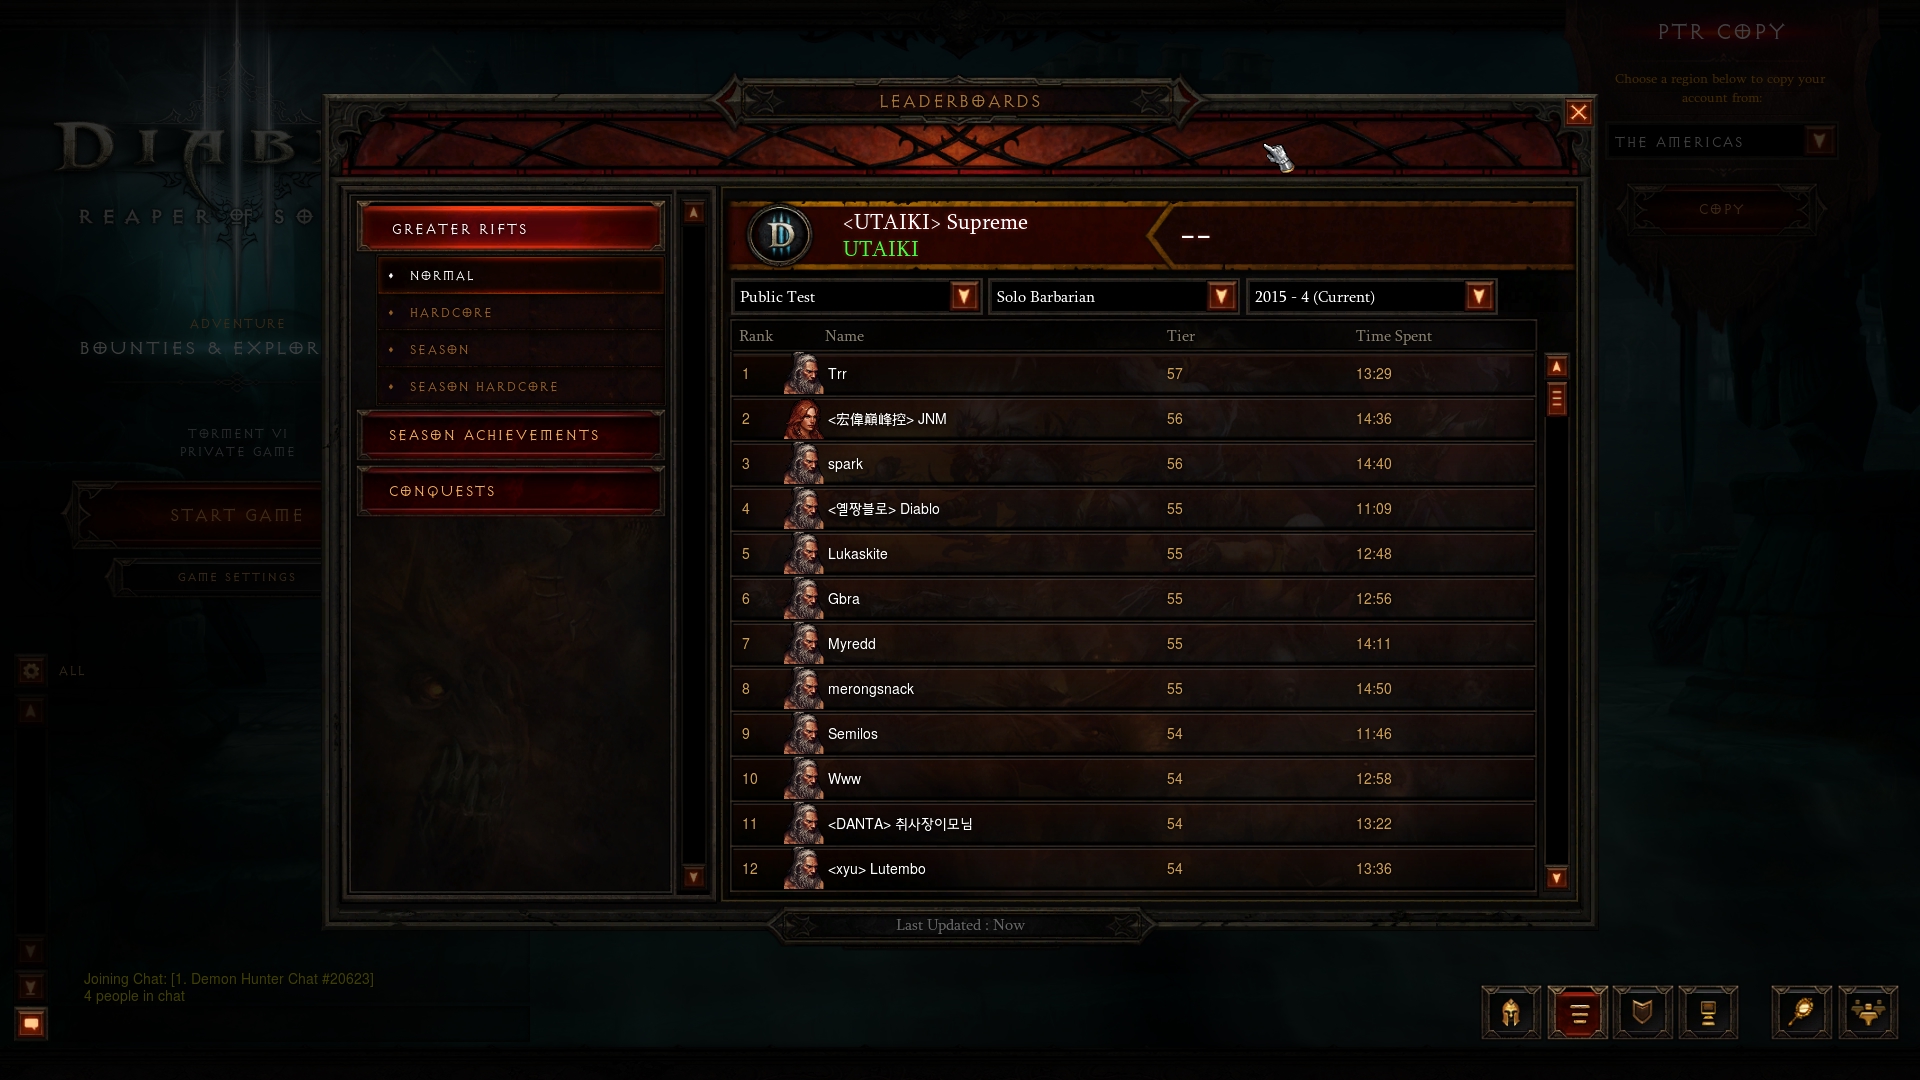 LEADERBOARDS
PTR COPY
Choose a region below to copy your
account from:
THE AMERICAS
COPY
DIAB
REAPER OF SO
ADVENTURE
BOUNTIES & EXPLOR
TORMENT VI
PRIVATE GAME
START GAME
GAME SETTINGS
ALL
GREATER RIFTS
NORMAL
HARDCORE
SEASON
SEASON HARDCORE
SEASON ACHIEVEMENTS
CONQUESTS
<UTAIKI> Supreme
UTAIKI
--
Public Test Solo Barbarian 2015 - 4 (Current)
Rank Name Tier Time Spent
1 Trr 57 13:29
2 <宏偉巔峰控> JNM 56 14:36
3 spark 56 14:40
4 <옐짱블로> Diablo 55 11:09
5 Lukaskite 55 12:48
6 Gbra 55 12:56
7 Myredd 55 14:11
8 merongsnack 55 14:50
9 Semilos 54 11:46
10 Www 54 12:58
11 <DANTA> 취사장이모님 54 13:22
12 <xyu> Lutembo 54 13:36
Last Updated : Now
Joining Chat: [1. Demon Hunter Chat #20623]
4 people in chat